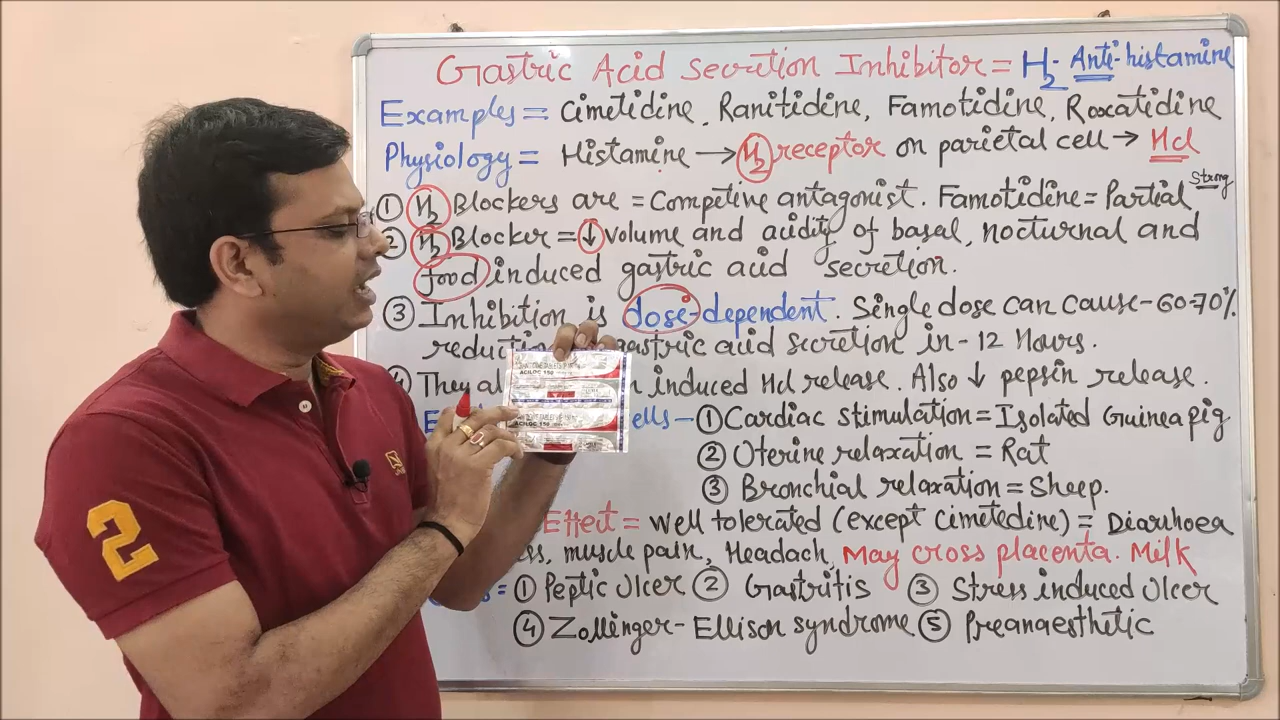 Gastric Acid secretion Inhibitor = H2- Anti-histamine
Examples = Cimetidine, Ranitidine, Famotidine, Roxatidine
Physiology = Histamine → H2 receptor on parietal cell → Hcl
① H2 Blockers are = Competive antagonist. Famotidine = Partial Strong
② H2 Blocker = ↓ volume and acidity of basal, nocturnal and
food induced gastric acid secretion.
③ Inhibition is dose-dependent. Single dose can cause - 60-70%
reducti gastric acid secretion in - 12 Hours.
They al n induced Hcl release. Also ↓ pepsin release.
E ells - ① Cardiac stimulation = Isolated Guinea pig
② Uterine relaxation = Rat
③ Bronchial relaxation = Sheep.
Effect = well tolerated (except Cimetedine) = Diarrhoea
ss, muscle pain, Headach, May cross placenta. Milk
= ① Peptic Ulcer ② Gastritis ③ Stress induced Ulcer
④ Zollinger-Ellison syndrome ⑤ Preanaesthetic
ACILOC 150
ACILOC 150
2